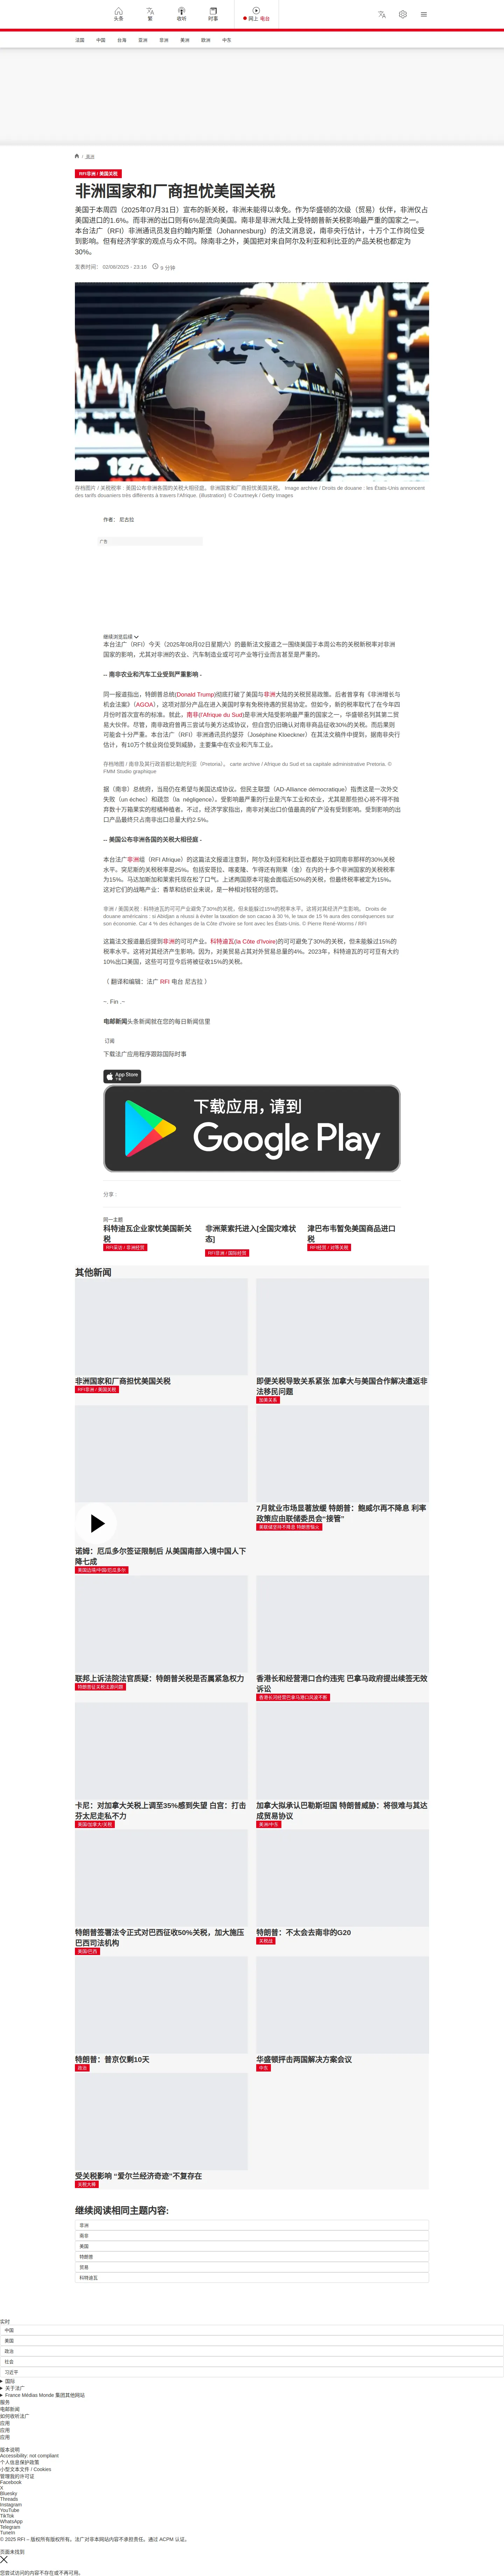 头条
繁
收听
时事
网上 电台
法国
中国
台海
亚洲
非洲
美洲
欧洲
中东
/ 非洲
RFI非洲 / 美国关税
非洲国家和厂商担忧美国关税
美国于本周四（2025年07月31日）宣布的新关税，非洲未能得以幸免。作为华盛顿的次级（贸易）伙伴，非洲仅占美国进口的1.6%。而非洲的出口则有6%是流向美国。南非是非洲大陆上受特朗普新关税影响最严重的国家之一。本台法广（RFI）非洲通讯员发自约翰内斯堡（Johannesburg）的法文消息说，南非央行估计，十万个工作岗位受到影响。但有经济学家的观点与众不同。除南非之外，美国把对来自阿尔及利亚和利比亚的产品关税也都定为30%。
发表时间： 02/08/2025 - 23:16
9 分钟
存档图片 / 关税税率：美国公布非洲各国的关税大相径庭。非洲国家和厂商担忧美国关税。 Image archive / Droits de douane : les États-Unis annoncent des tarifs douaniers très différents à travers l'Afrique. (Illustration) © Courtneyk / Getty Images
作者： 尼古拉
广告
继续浏览后续
本台法广（RFI）今天（2025年08月02日星期六）的最新法文报道之一围绕美国于本周公布的关税新税率对非洲国家的影响，尤其对非洲的农业、汽车制造业或可可产业等行业而言甚至是严重的。
-- 南非农业和汽车工业受到严重影响 -
同一报道指出，特朗普总统(Donald Trump)彻底打破了美国与非洲大陆的关税贸易政策。后者曾享有《非洲增长与机会法案》（AGOA），这项对部分产品在进入美国时享有免税待遇的贸易协定。但如今，新的税率取代了在今年四月份时首次宣布的标准。就此，南非(l'Afrique du Sud)是非洲大陆受影响最严重的国家之一，华盛顿名列其第二贸易大伙伴。尽管，南非政府曾再三尝试与美方达成协议，但白宫仍旧确认对南非商品征收30%的关税。而后果则可能会十分严重。本台法广（RFI）非洲通讯员约瑟芬（Joséphine Kloeckner）在其法文稿件中提到，据南非央行估计，有10万个就业岗位受到威胁，主要集中在农业和汽车工业。
存档地图 / 南非及其行政首都比勒陀利亚（Pretoria）。 carte archive / Afrique du Sud et sa capitale administrative Pretoria. © FMM Studio graphique
据（南非）总统府，当局仍在希望与美国达成协议。但民主联盟（AD-Alliance démocratique）指责这是一次外交失败（un échec）和疏忽（la négligence）。受影响最严重的行业是汽车工业和农业，尤其是那些担心将不得不抛弃数十万箱果实的柑橘种植者。不过，经济学家指出，南非对美出口价值最高的矿产没有受到影响。受到影响的出口产品最终只占南非出口总量大约2.5%。
-- 美国公布非洲各国的关税大相径庭 -
本台法广非洲组（RFI Afrique）的这篇法文报道注意到，阿尔及利亚和利比亚也都处于如同南非那样的30%关税水平。突尼斯的关税税率是25%。包括安哥拉、喀麦隆、乍得还有刚果（金）在内的十多个非洲国家的关税税率为15%。马达加斯加和莱索托现在松了口气。上述两国原本可能会面临近50%的关税，但最终税率被定为15%。这对它们的战略产业：香草和纺织业来说，是一种相对较轻的惩罚。
非洲 / 美国关税 : 科特迪瓦的可可产业避免了30%的关税，但未能躲过15%的税率水平。这将对其经济产生影响。 Droits de douane américains : si Abidjan a réussi à éviter la taxation de son cacao à 30 %, le taux de 15 % aura des conséquences sur son économie. Car 4 % des échanges de la Côte d'Ivoire se font avec les États-Unis. © Pierre René-Worms / RFI
这篇法文报道最后提到非洲的可可产业。科特迪瓦(la Côte d'Ivoire)的可可避免了30%的关税，但未能躲过15%的税率水平。这将对其经济产生影响。因为，对美贸易占其对外贸易总量的4%。2023年，科特迪瓦的可可豆有大约10%出口美国，这些可可豆今后将被征收15%的关税。
（ 翻译和编辑：法广 RFI 电台 尼古拉 ）
~. Fin .~
电邮新闻头条新闻就在您的每日新闻信里
订阅
下载法广应用程序跟踪国际时事
App Store
下载
下载应用，请到
Google Play
分享 :
同一主题
科特迪瓦企业家忧美国新关税
RFI采访 / 非洲经贸
非洲莱索托进入[全国灾难状态]
RFI非洲 / 国际经贸
津巴布韦暂免美国商品进口税
RFI经贸 / 对等关税
其他新闻
非洲国家和厂商担忧美国关税
RFI非洲 / 美国关税
即便关税导致关系紧张 加拿大与美国合作解决遣返非法移民问题
加美关系
诺姆：厄瓜多尔签证限制后 从美国南部入境中国人下降七成
美国边境/中国/厄瓜多尔
7月就业市场显著放缓 特朗普：鲍威尔再不降息 利率政策应由联储委员会“接管”
联邦上诉法院法官质疑：特朗普关税是否属紧急权力
特朗普征关税法源问题
香港长和经营港口合约违宪 巴拿马政府提出续签无效诉讼
卡尼：对加拿大关税上调至35%感到失望 白宫：打击芬太尼走私不力
美国/加拿大/关税
加拿大拟承认巴勒斯坦国 特朗普威胁：将很难与其达成贸易协议
美洲/中东
特朗普签署法令正式对巴西征收50%关税，加大施压巴西司法机构
美国/巴西
特朗普：不太会去南非的G20
关税战
特朗普：普京仅剩10天
政治
华盛顿抨击两国解决方案会议
中东
受关税影响 “爱尔兰经济奇迹”不复存在
关税大棒
继续阅读相同主题内容:
非洲
南非
美国
特朗普
贸易
科特迪瓦
实时
中国
美国
政治
社会
习近平
国际
关于法广
France Médias Monde 集团其他网站
服务
电邮新闻
如何收听法广
应用
应用
应用
版本说明
Accessibility: not compliant
个人信息保护政策
小型文本文件 / Cookies
管理我的许可证
Facebook
X
Bluesky
Threads
Instagram
YouTube
TikTok
WhatsApp
Telegram
TuneIn
© 2025 RFI – 版权所有版权所有。法广对非本网站内容不承担责任。通过 ACPM 认证。
页面未找到
您尝试访问的内容不存在或不再可用。